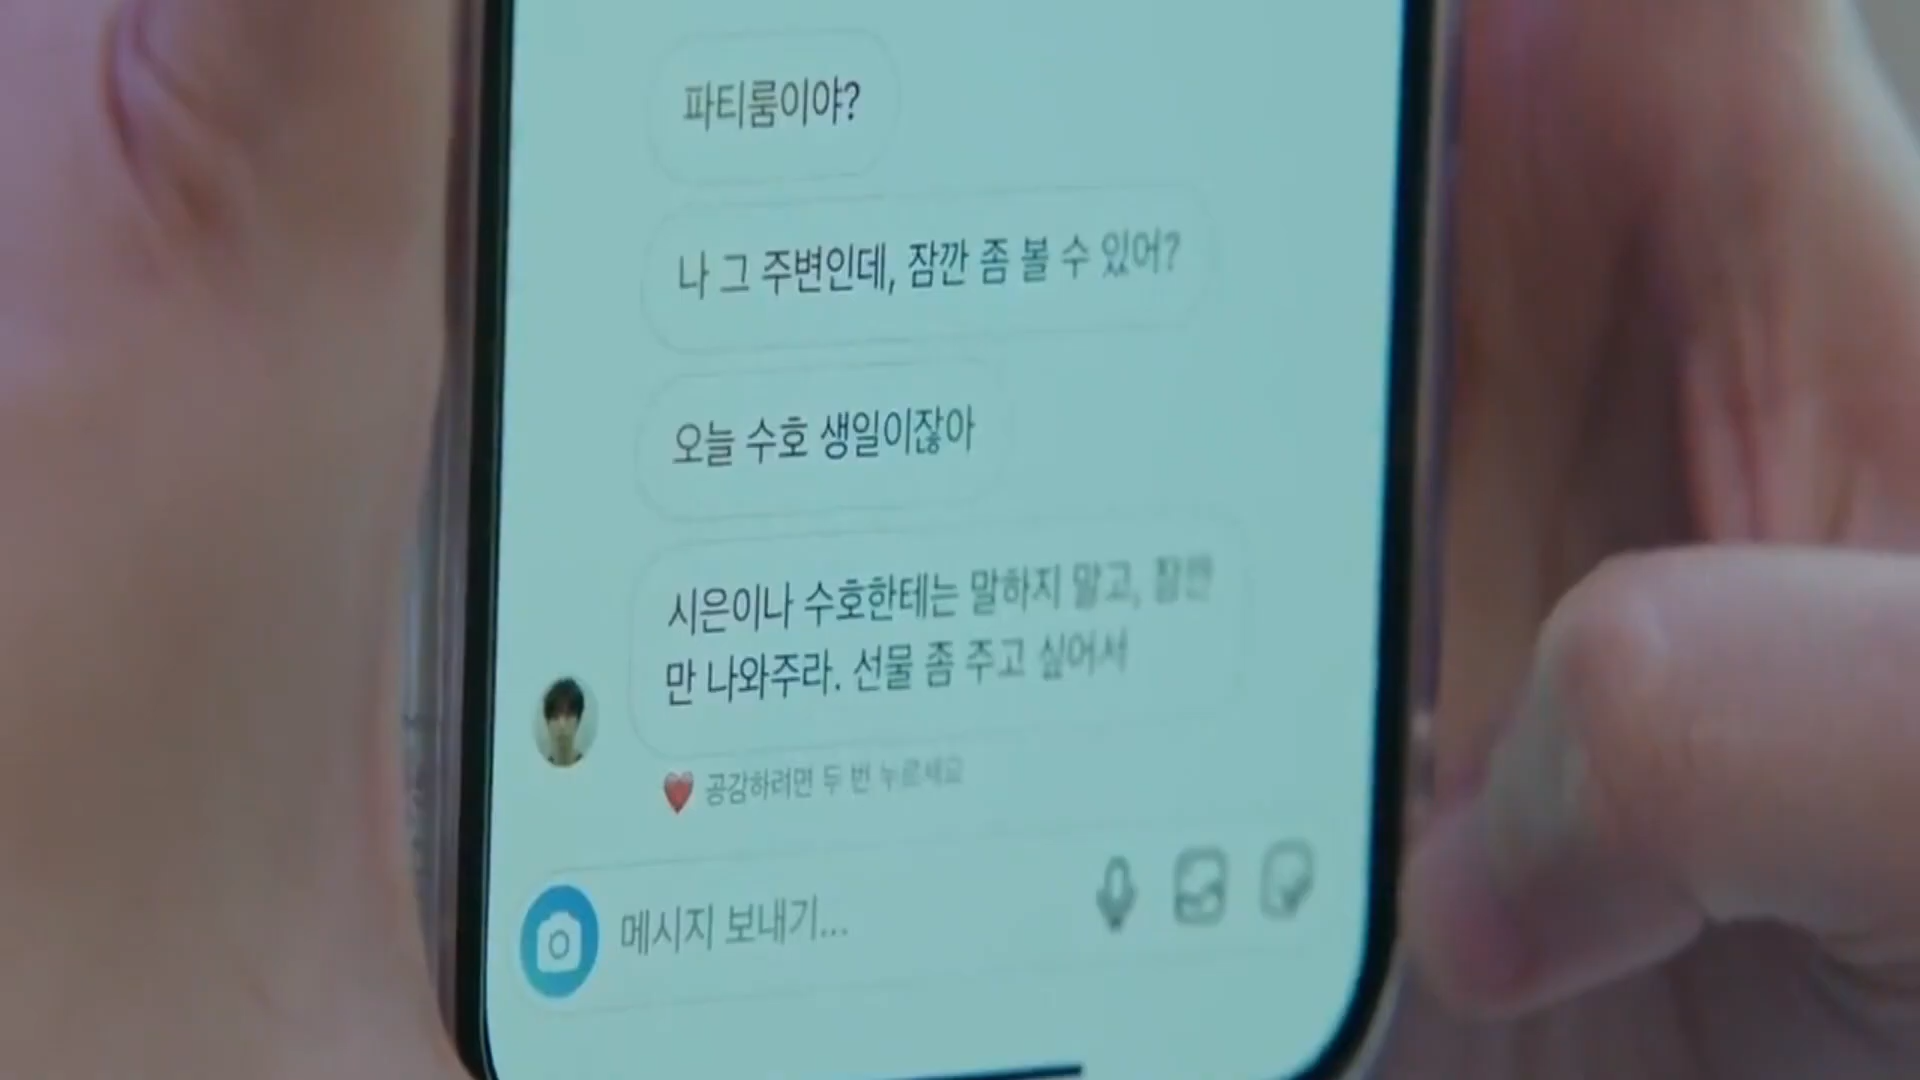 파티룸이야?
나 그 주변인데, 잠깐 좀 볼 수 있어?
오늘 수호 생일이잖아
시은이나 수호한테는 말하지 말고, 잠깐
만 나와주라. 선물 좀 주고 싶어서
공감하려면 두 번 누르세요
메시지 보내기...